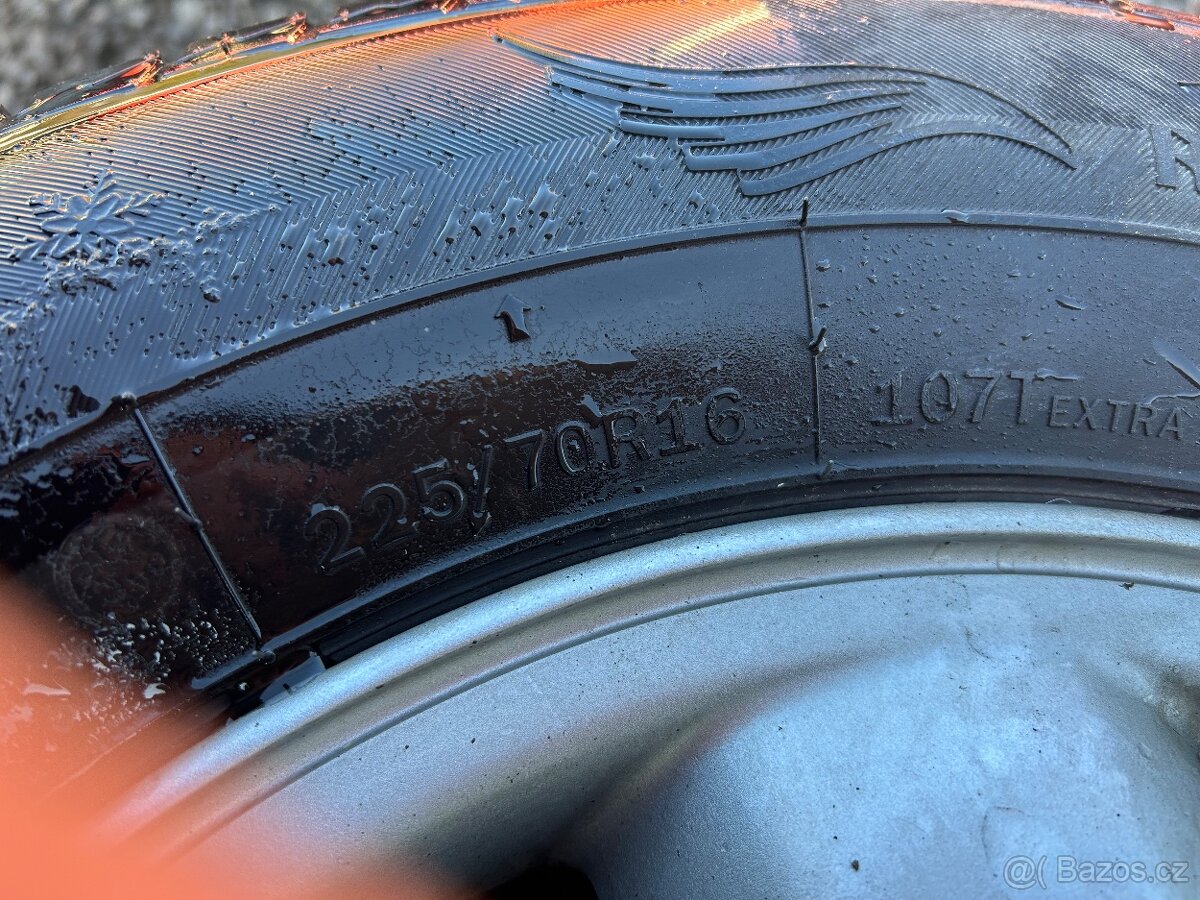 225/70R16
107T EXTRA
@( Bazos.cz